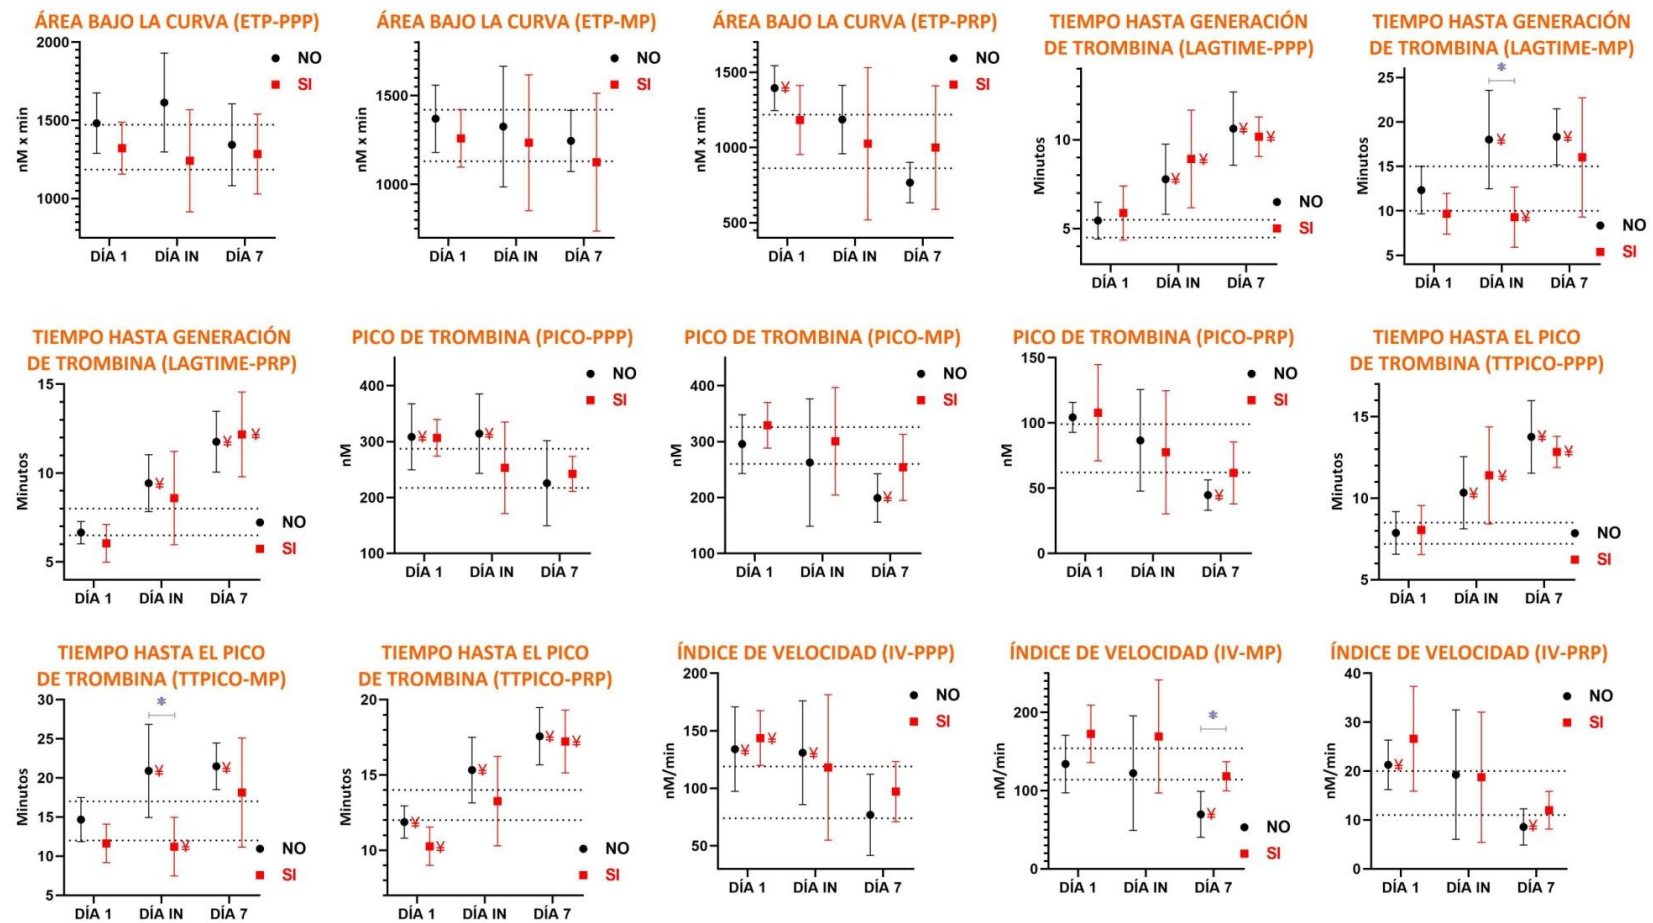 ÁREA BAJO LA CURVA (ETP-PPP)
2000
1500
1000
nM x min
NO
SI
¥
DÍA 1 DÍA IN DÍA 7
ÁREA BAJO LA CURVA (ETP-MP)
1500
1000
nM x min
NO
SI
DÍA 1 DÍA IN DÍA 7
ÁREA BAJO LA CURVA (ETP-PRP)
1500
1000
500
nM x min
NO
SI
¥
DÍA 1 DÍA IN DÍA 7
TIEMPO HASTA GENERACIÓN
DE TROMBINA (LAGTIME-PPP)
10
5
Minutos
¥ ¥ ¥ ¥
NO
SI
DÍA 1 DÍA IN DÍA 7
TIEMPO HASTA GENERACIÓN
DE TROMBINA (LAGTIME-MP)
25
20
15
10
5
Minutos
*
¥ ¥ ¥
NO
SI
DÍA 1 DÍA IN DÍA 7
TIEMPO HASTA GENERACIÓN
DE TROMBINA (LAGTIME-PRP)
15
10
5
Minutos
¥ ¥ ¥
NO
SI
DÍA 1 DÍA IN DÍA 7
PICO DE TROMBINA (PICO-PPP)
400
300
200
100
nM
NO
SI
¥ ¥
DÍA 1 DÍA IN DÍA 7
PICO DE TROMBINA (PICO-MP)
400
300
200
100
nM
NO
SI
¥
DÍA 1 DÍA IN DÍA 7
PICO DE TROMBINA (PICO-PRP)
150
100
50
0
nM
NO
SI
¥
DÍA 1 DÍA IN DÍA 7
TIEMPO HASTA EL PICO
DE TROMBINA (TTPICO-PPP)
15
10
5
Minutos
¥ ¥ ¥ ¥
NO
SI
DÍA 1 DÍA IN DÍA 7
TIEMPO HASTA EL PICO
DE TROMBINA (TTPICO-MP)
30
25
20
15
10
5
Minutos
*
¥ ¥ ¥
NO
SI
DÍA 1 DÍA IN DÍA 7
TIEMPO HASTA EL PICO
DE TROMBINA (TTPICO-PRP)
20
15
10
Minutos
¥ ¥ ¥ ¥ ¥
NO
SI
DÍA 1 DÍA IN DÍA 7
ÍNDICE DE VELOCIDAD (IV-PPP)
200
150
100
50
nM/min
NO
SI
¥ ¥ ¥
DÍA 1 DÍA IN DÍA 7
ÍNDICE DE VELOCIDAD (IV-MP)
200
100
0
nM/min
*
¥
NO
SI
DÍA 1 DÍA IN DÍA 7
ÍNDICE DE VELOCIDAD (IV-PRP)
40
30
20
10
0
nM/min
NO
SI
¥ ¥
DÍA 1 DÍA IN DÍA 7